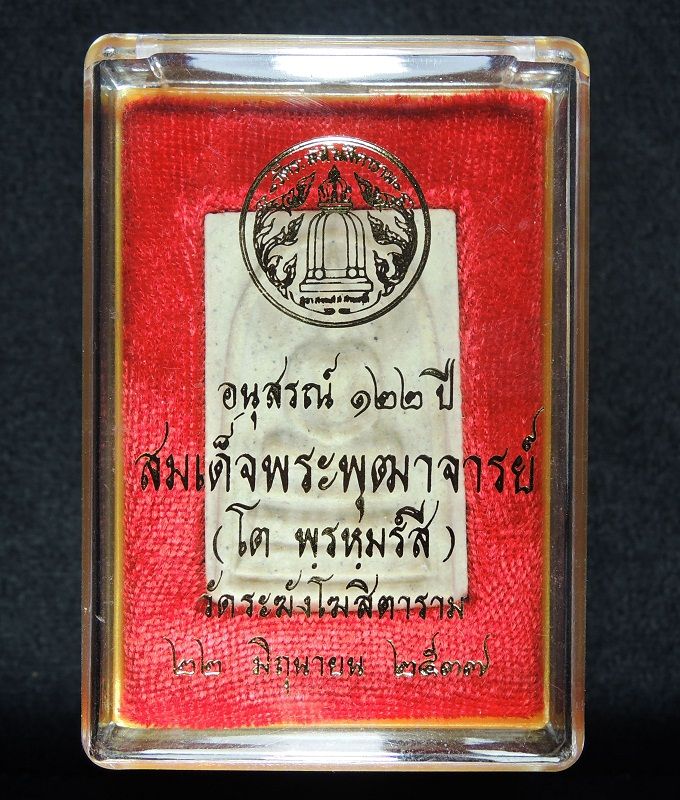 อนุสรณ์ ๑๒๒ ปี
สมเด็จพระพุฒาจารย์
(โต พฺรหฺมรํสี)
วัดระฆังโฆสิตาราม
๒๒ มิถุนายน ๒๕๓๗